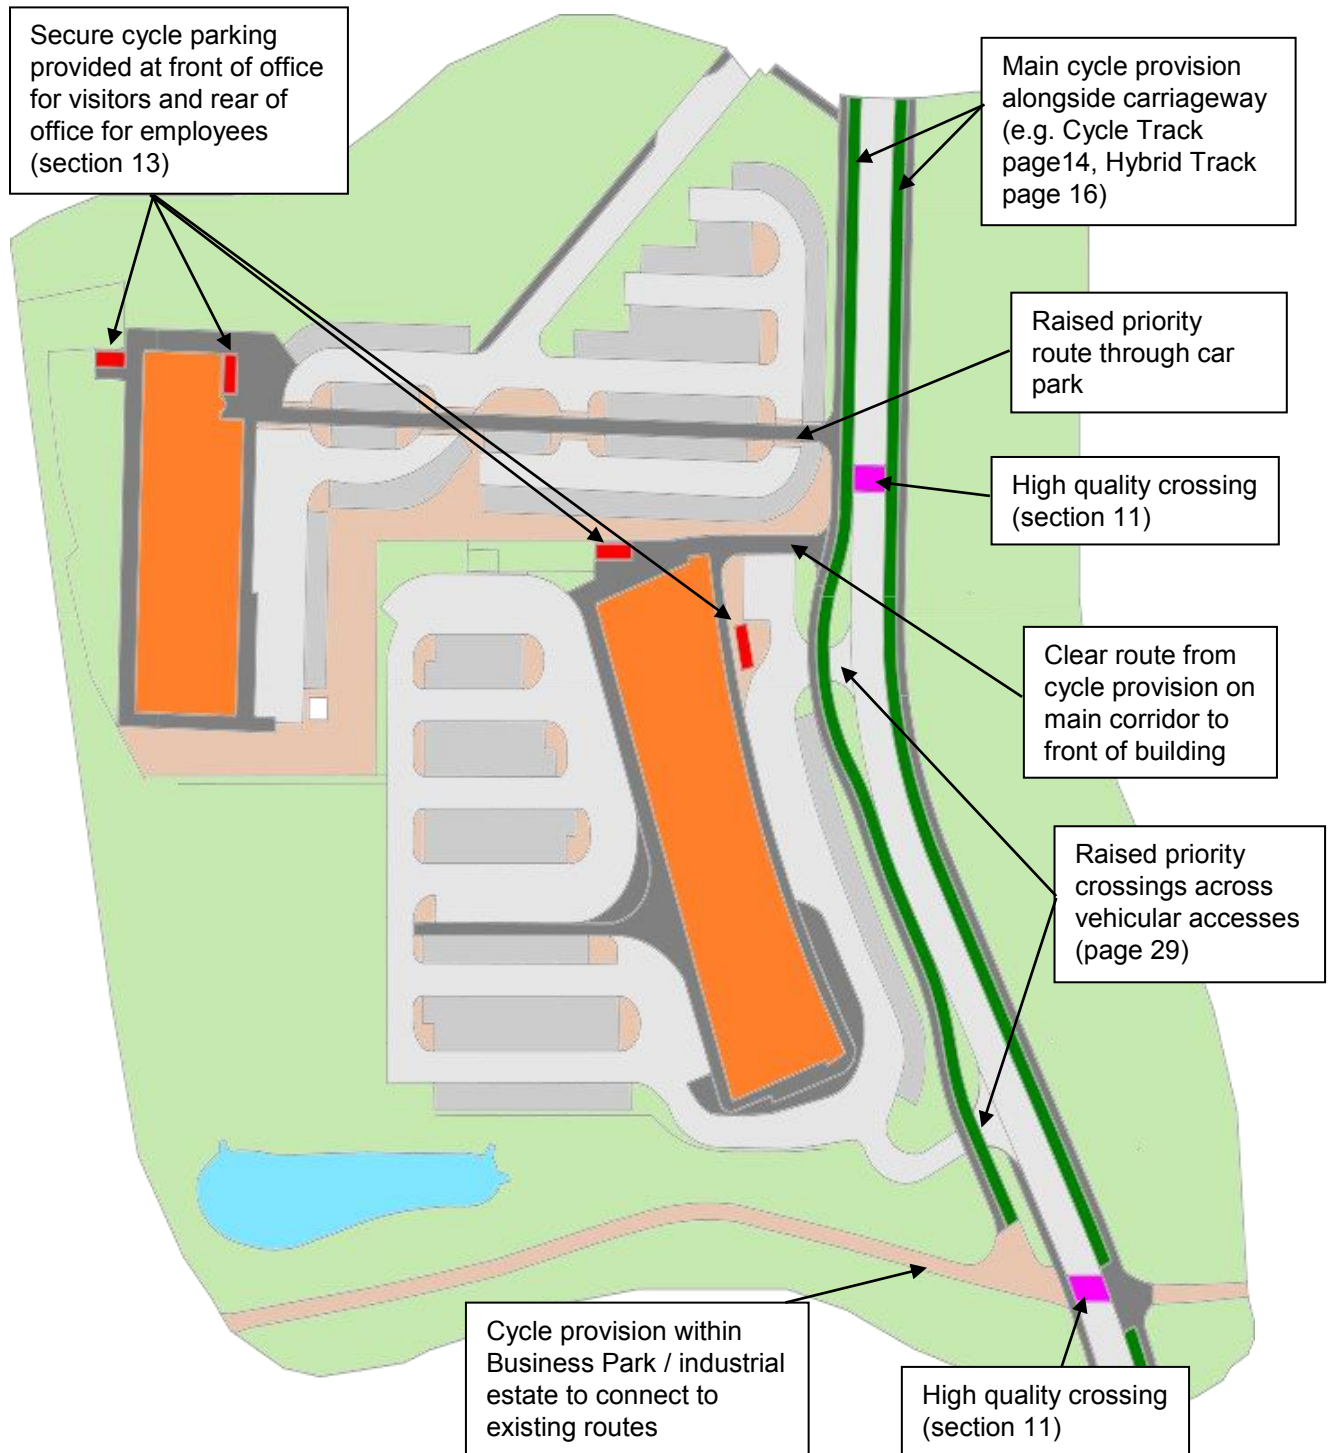 Secure cycle parking
provided at front of office
for visitors and rear of
office for employees
(section 13)
Main cycle provision
alongside carriageway
(e.g. Cycle Track
page14, Hybrid Track
page 16)
Raised priority
route through car
park
High quality crossing
(section 11)
Clear route from
cycle provision on
main corridor to
front of building
Raised priority
crossings across
vehicular accesses
(page 29)
Cycle provision within
Business Park / industrial
estate to connect to
existing routes
High quality crossing
(section 11)